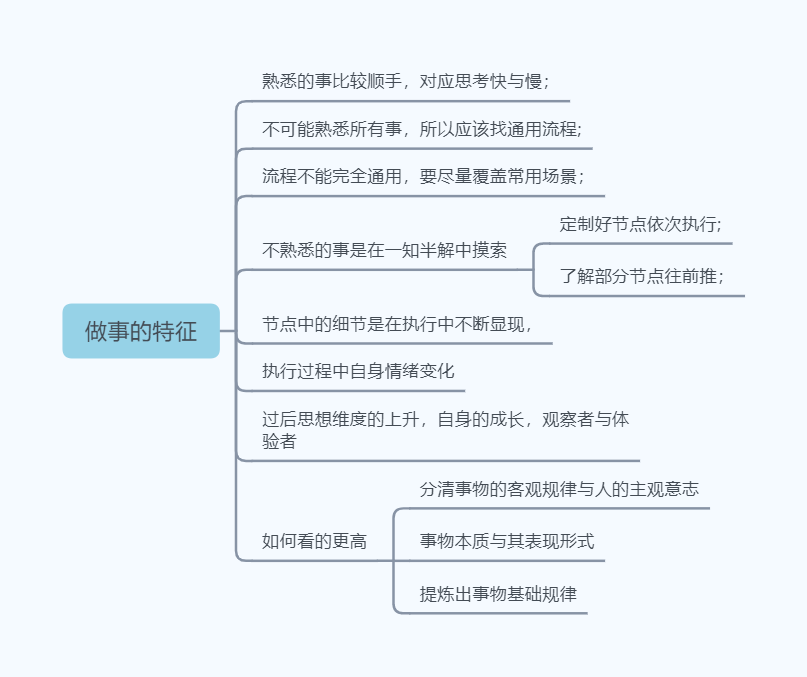 熟悉的事比较顺手，对应思考快与慢；
不可能熟悉所有事，所以应该找通用流程;
流程不能完全通用，要尽量覆盖常用场景；
定制好节点依次执行;
不熟悉的事是在一知半解中摸索
了解部分节点往前推；
做事的特征
节点中的细节是在执行中不断显现，
执行过程中自身情绪变化
过后思想维度的上升，自身的成长，观察者与体
验者
分清事物的客观规律与人的主观意志
如何看的更高
事物本质与其表现形式
提炼出事物基础规律